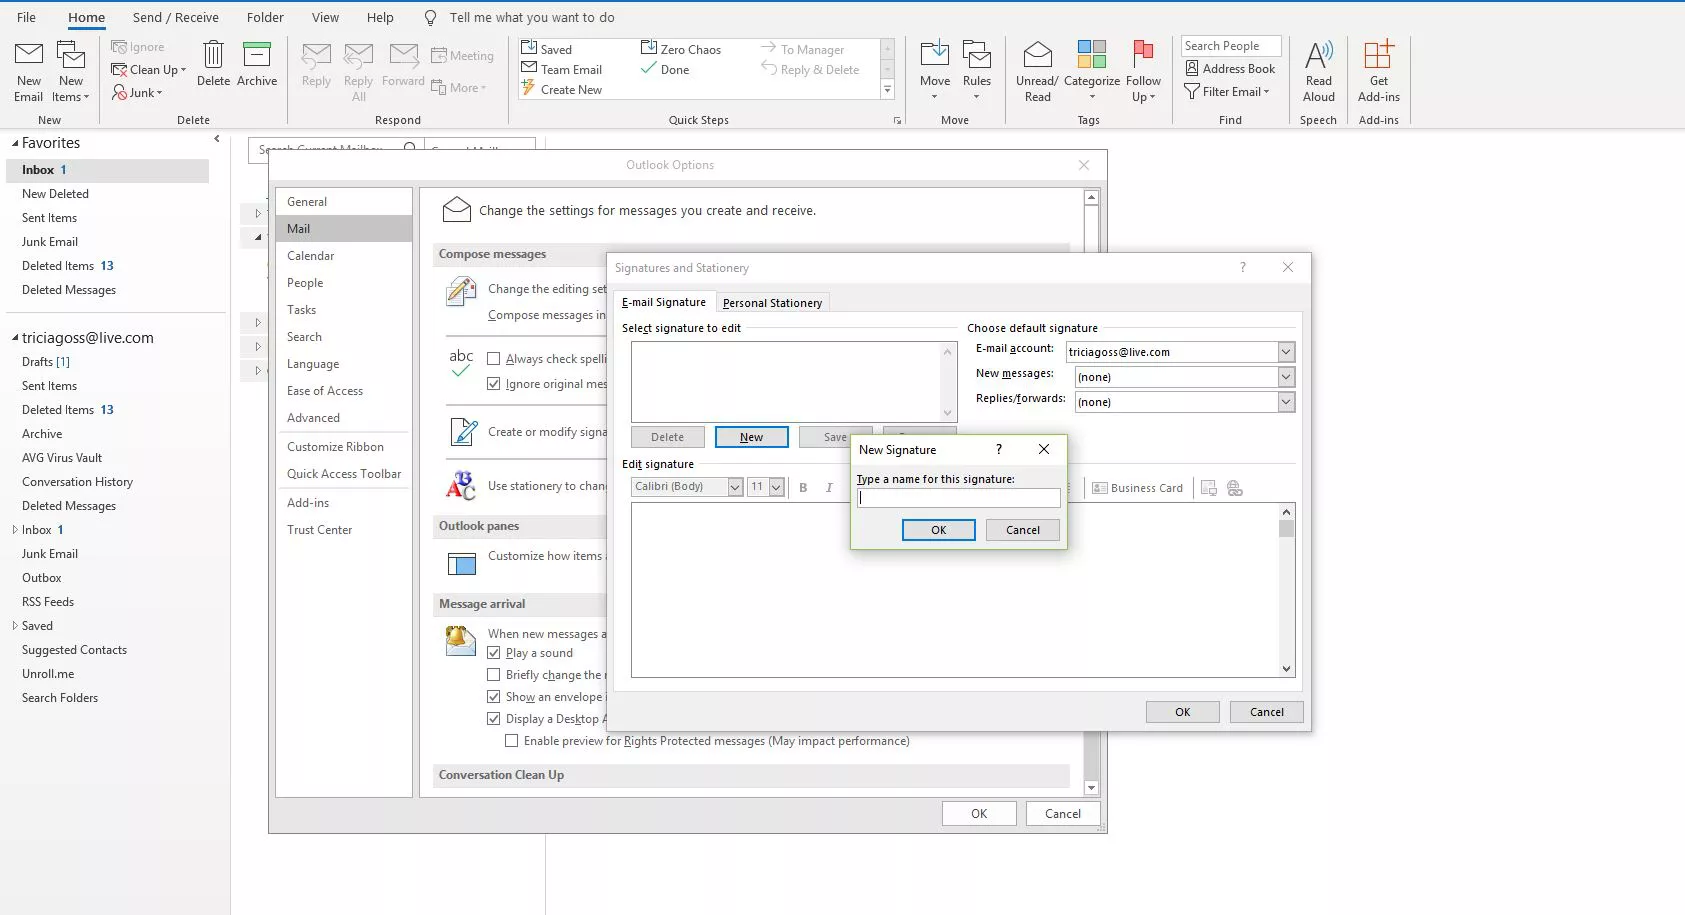 File Home Send / Receive Folder View Help Tell me what you want to do
New Email
New Items
New
Ignore
Clean Up
Junk
Delete
Archive
Delete
Reply
Reply All
Forward
Meeting
More
Respond
Saved
Team Email
Create New
Zero Chaos
Done
To Manager
Reply & Delete
Quick Steps
Move
Rules
Move
Unread/ Read
Categorize
Follow Up
Tags
Search People
Address Book
Filter Email
Find
Read Aloud
Speech
Get Add-ins
Add-ins
Favorites
Inbox 1
New Deleted
Sent Items
Junk Email
Deleted Items 13
Deleted Messages
triciagoss@live.com
Drafts [1]
Sent Items
Deleted Items 13
Archive
AVG Virus Vault
Conversation History
Deleted Messages
Inbox 1
Junk Email
Outbox
RSS Feeds
Saved
Suggested Contacts
Unroll.me
Search Folders
Outlook Options
General
Mail
Calendar
People
Tasks
Search
Language
Ease of Access
Advanced
Customize Ribbon
Quick Access Toolbar
Add-ins
Trust Center
Change the settings for messages you create and receive.
Compose messages
Change the editing set
Compose messages in
abc
Always check spelli
Ignore original mes
Create or modify signa
Use stationery to chan
Outlook panes
Customize how items
Message arrival
When new messages a
Play a sound
Briefly change the
Show an envelope
Display a Desktop A
Enable preview for Rights Protected messages (May impact performance)
Conversation Clean Up
OK Cancel
Signatures and Stationery ?
E-mail Signature Personal Stationery
Select signature to edit
Delete New Save
Choose default signature
E-mail account: triciagoss@live.com
New messages: (none)
Replies/forwards: (none)
Edit signature
Calibri (Body) 11 B I
Business Card
New Signature ?
Type a name for this signature:
OK Cancel
OK Cancel